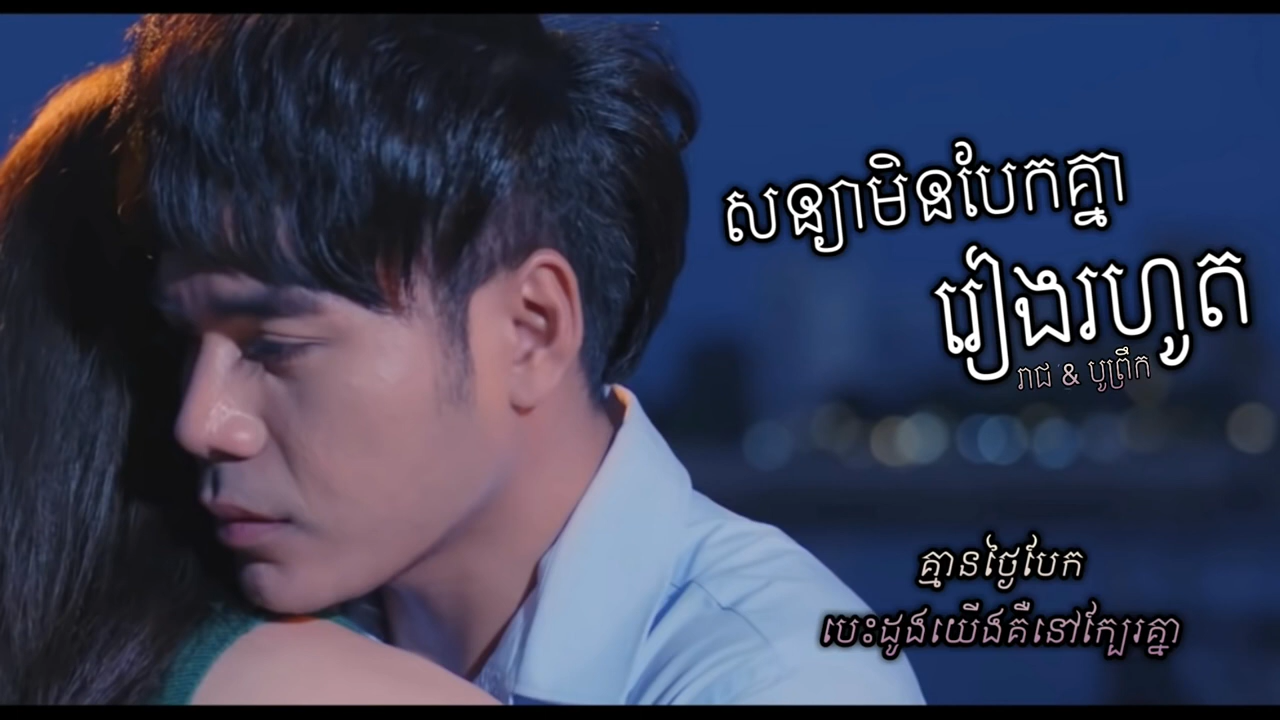 សន្យាមិនបែកគ្នា
រៀងរហូត
រាជ & បូព្រឹក
គ្មានថ្ងៃបែក
បេះដូងយើងគឺនៅក្បែរគ្នា